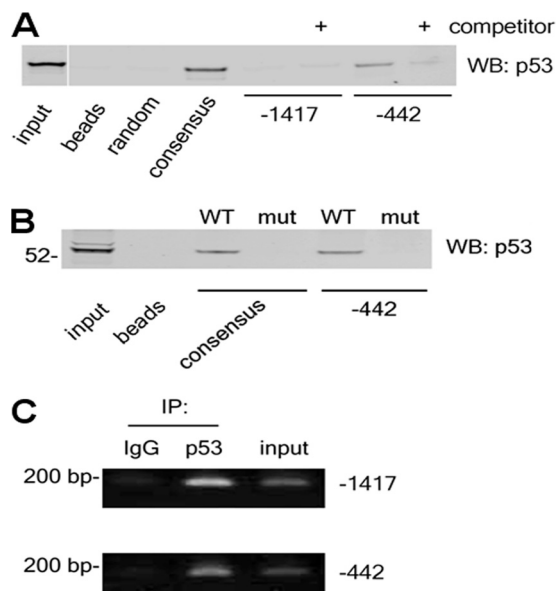 A
+ + competitor
WB: p53
input beads random consensus -1417 -442
B
WT mut WT mut
52-
WB: p53
input beads consensus -442
C
IP:
IgG p53 input
200 bp- -1417
200 bp- -442